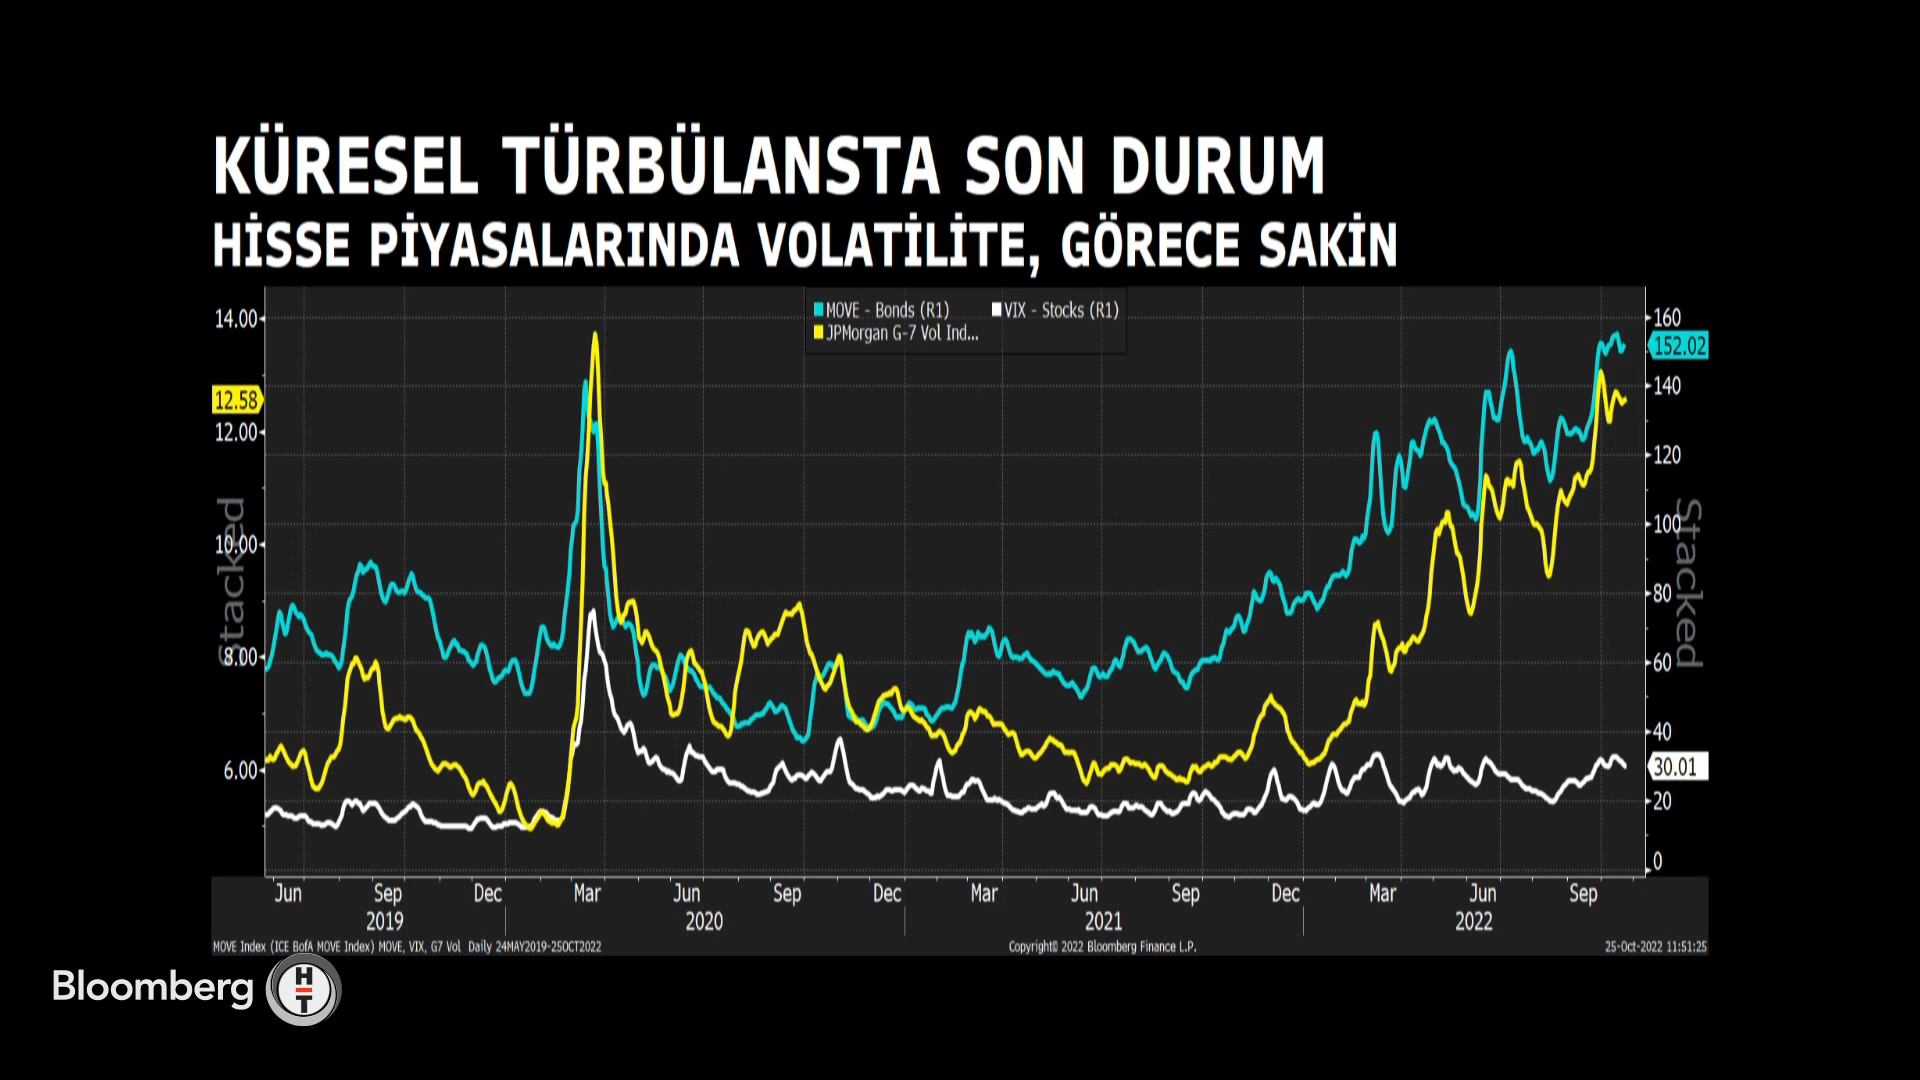 KÜRESEL TÜRBÜLANSTA SON DURUM
HİSSE PİYASALARINDA VOLATİLİTE, GÖRECE SAKİN
MOVE - Bonds (R1) VIX - Stocks (R1)
JPMorgan G-7 Vol Ind...
14.00
12.58
12.00
10.00
8.00
6.00
Stacked
160
152.02
140
120
100
80
60
40
30.01
20
0
Stacked
Jun Sep Dec Mar Jun Sep Dec Mar Jun Sep Dec Mar Jun Sep
2019 2020 2021 2022
MOVE Index (ICE BofA MOVE Index) MOVE, VIX, G7 Vol Daily 24MAY2019-25OCT2022 Copyright© 2022 Bloomberg Finance L.P. 25-Oct-2022 11:51:25
Bloomberg HT